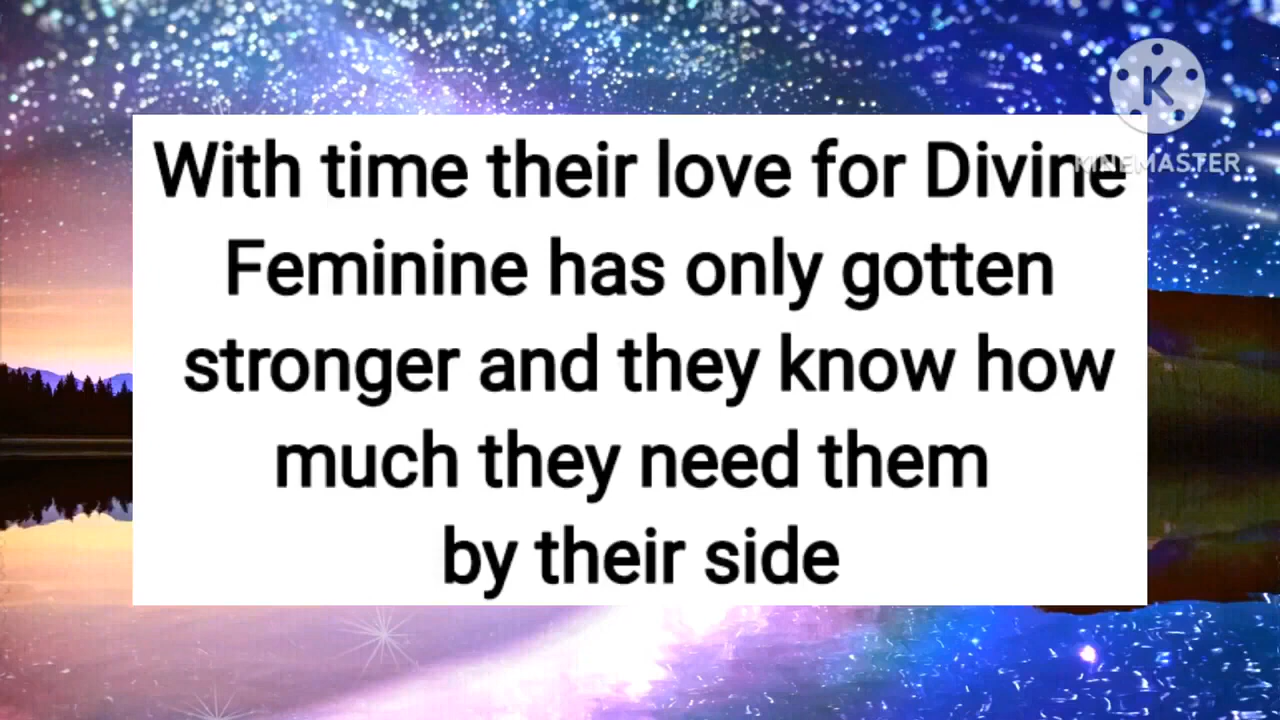 With time their love for Divine
Feminine has only gotten
stronger and they know how
much they need them
by their side
K
KINEMASTER